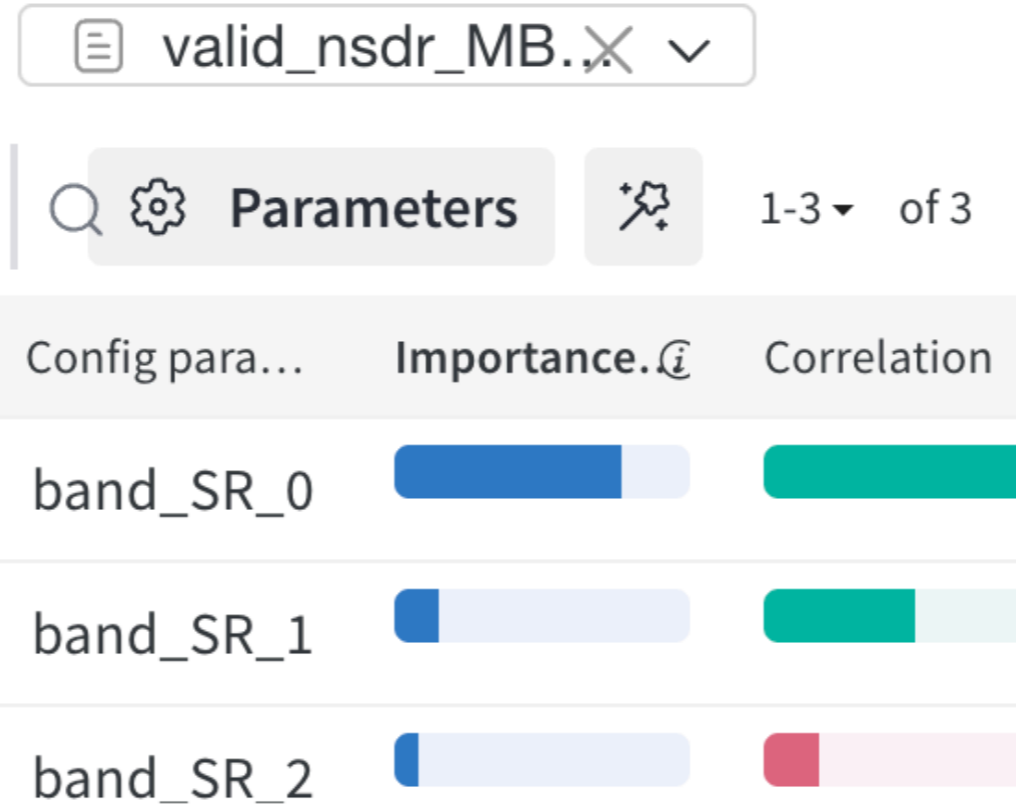 valid_nsdr_MB...
Parameters 1-3 of 3
Config para... Importance... Correlation
band_SR_0
band_SR_1
band_SR_2